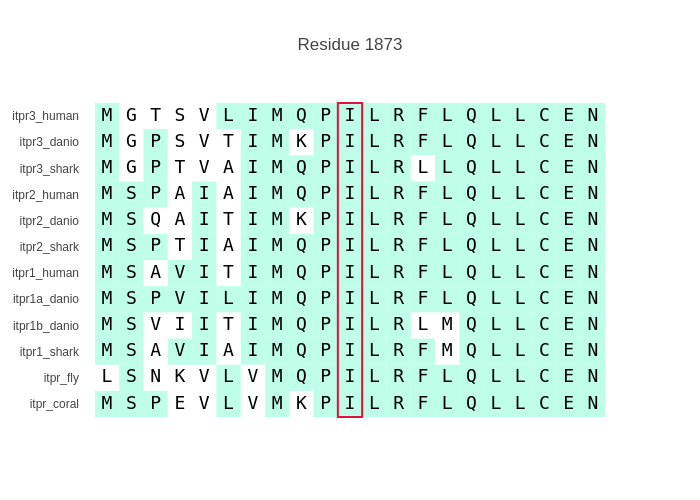 Residue 1873
itpr3_human M G T S V L I M Q P I L R F L Q L L C E N
itpr3_danio M G P S V T I M K P I L R F L Q L L C E N
itpr3_shark M G P T V A I M Q P I L R L L Q L L C E N
itpr2_human M S P A I A I M Q P I L R F L Q L L C E N
itpr2_danio M S Q A I T I M K P I L R F L Q L L C E N
itpr2_shark M S P T I A I M Q P I L R F L Q L L C E N
itpr1_human M S A V I T I M Q P I L R F L Q L L C E N
itpr1a_danio M S P V I L I M Q P I L R F L Q L L C E N
itpr1b_danio M S V I I T I M Q P I L R L M Q L L C E N
itpr1_shark M S A V I A I M Q P I L R F M Q L L C E N
itpr_fly L S N K V L V M Q P I L R F L Q L L C E N
itpr_coral M S P E V L V M K P I L R F L Q L L C E N